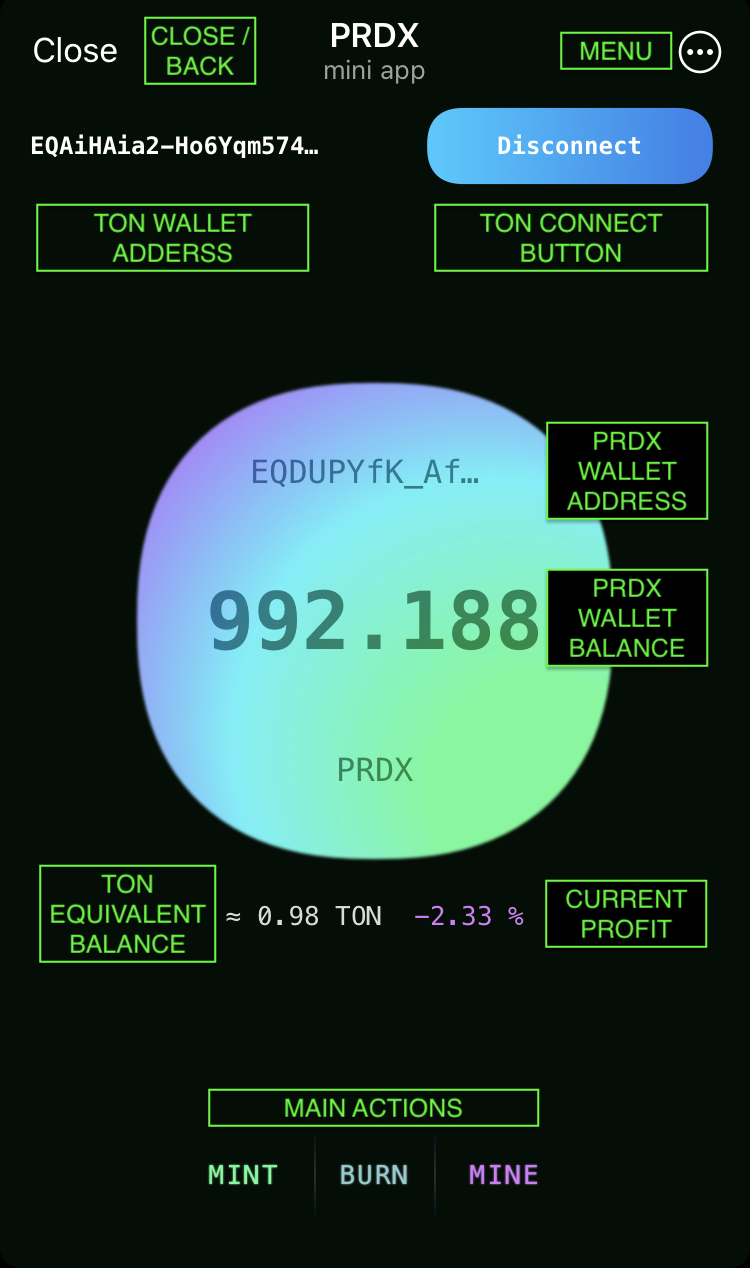 Close
CLOSE /
BACK
PRDX
mini app
MENU
EQAiHAia2-Ho6Yqm574…
Disconnect
TON WALLET
ADDERSS
TON CONNECT
BUTTON
EQDUPYfK_Af…
PRDX
WALLET
ADDRESS
992.188
PRDX
WALLET
BALANCE
PRDX
TON
EQUIVALENT
BALANCE
≈ 0.98 TON
−2.33 %
CURRENT
PROFIT
MAIN ACTIONS
MINT
BURN
MINE